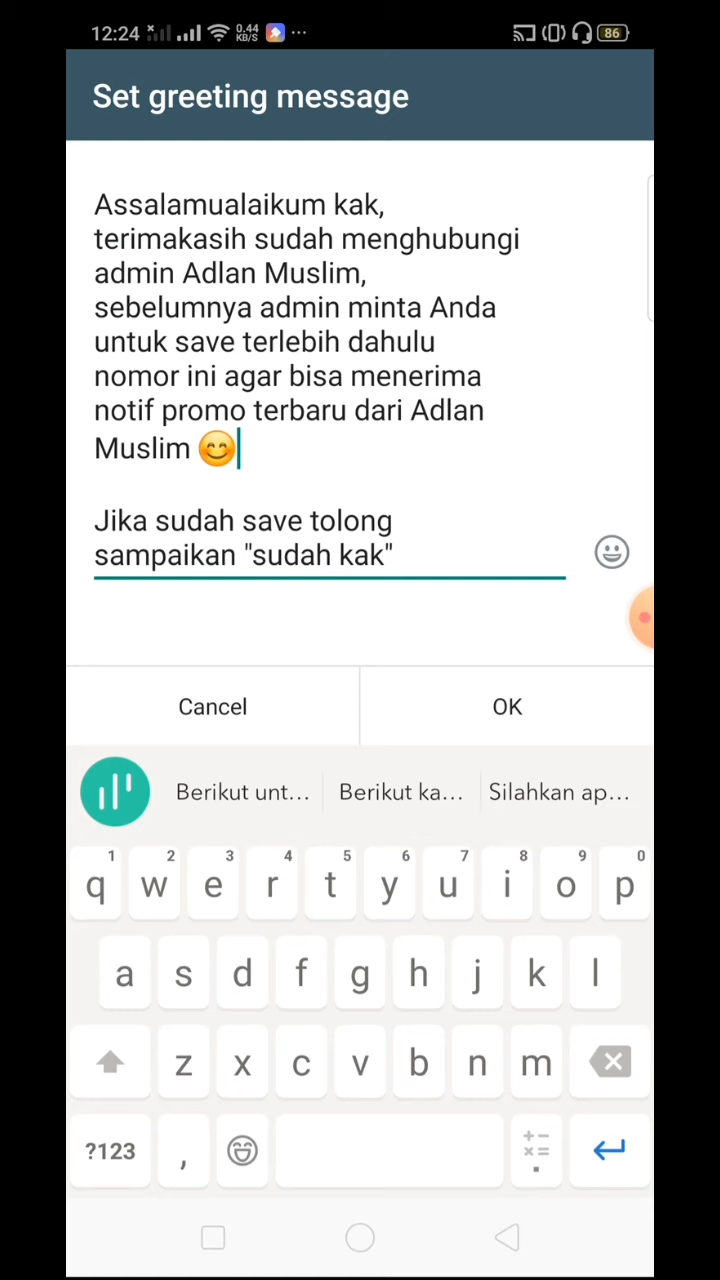 12:24 0.44 KB/S ... 86
Set greeting message
Assalamualaikum kak,
terimakasih sudah menghubungi
admin Adlan Muslim,
sebelumnya admin minta Anda
untuk save terlebih dahulu
nomor ini agar bisa menerima
notif promo terbaru dari Adlan
Muslim 😊
Jika sudah save tolong
sampaikan "sudah kak"
Cancel OK
Berikut unt... Berikut ka... Silahkan ap...
1 2 3 4 5 6 7 8 9 0
q w e r t y u i o p
a s d f g h j k l
z x c v b n m
?123 , + − × = .